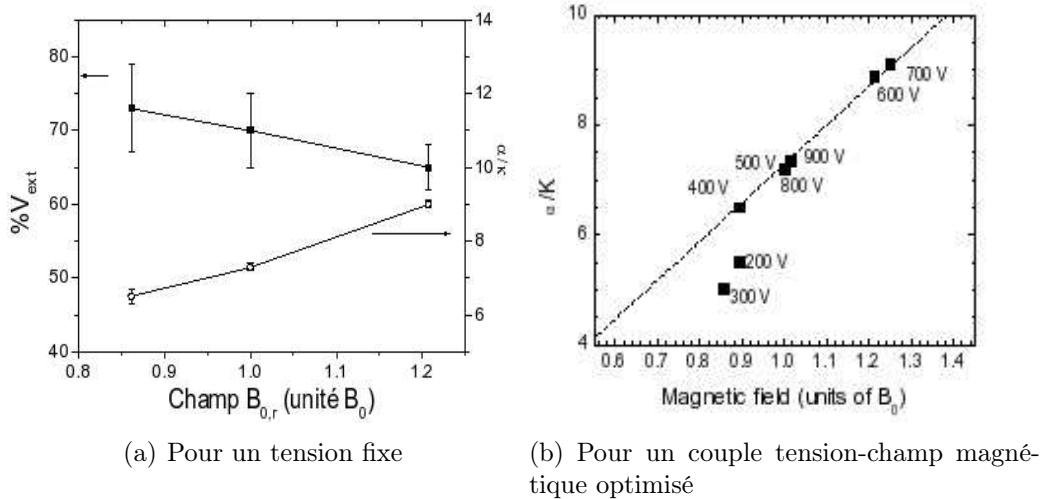 14
12
10
8
6
α/κ
80
70
60
50
40
%V_ext
0.8 0.9 1.0 1.1 1.2
Champ B_0,r (unité B_0)
(a) Pour un tension fixe
10
8
6
4
α/K
700 V
600 V
500 V
900 V
800 V
400 V
200 V
300 V
0.6 0.7 0.8 0.9 1.0 1.1 1.2 1.3 1.4
Magnetic field (units of B_0)
(b) Pour un couple tension-champ magné-
tique optimisé